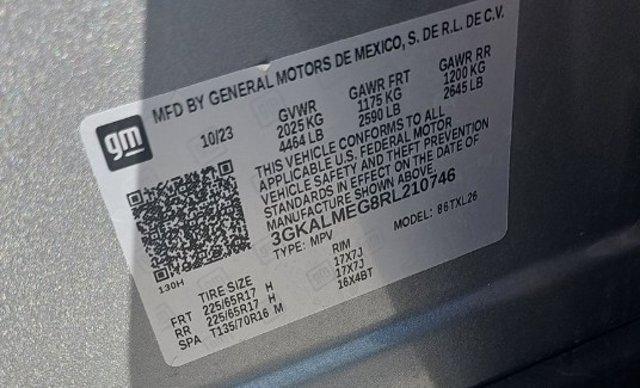 MFD BY GENERAL MOTORS DE MEXICO, S. DE R.L. DE C.V.
gm
10/23
GVWR
2025 KG
4464 LB
GAWR FRT
1175 KG
2590 LB
GAWR RR
1200 KG
2645 LB
THIS VEHICLE CONFORMS TO ALL
APPLICABLE U.S. FEDERAL MOTOR
VEHICLE SAFETY AND THEFT PREVENTION
STANDARDS IN EFFECT ON THE DATE OF
MANUFACTURE SHOWN ABOVE.
3GKALMEG8RL210746
TYPE: MPV
MODEL: 86TXL26
130H
TIRE SIZE RIM
FRT 225/65R17 H 17X7J
RR 225/65R17 H 17X7J
SPA T135/70R16 M 16X4BT